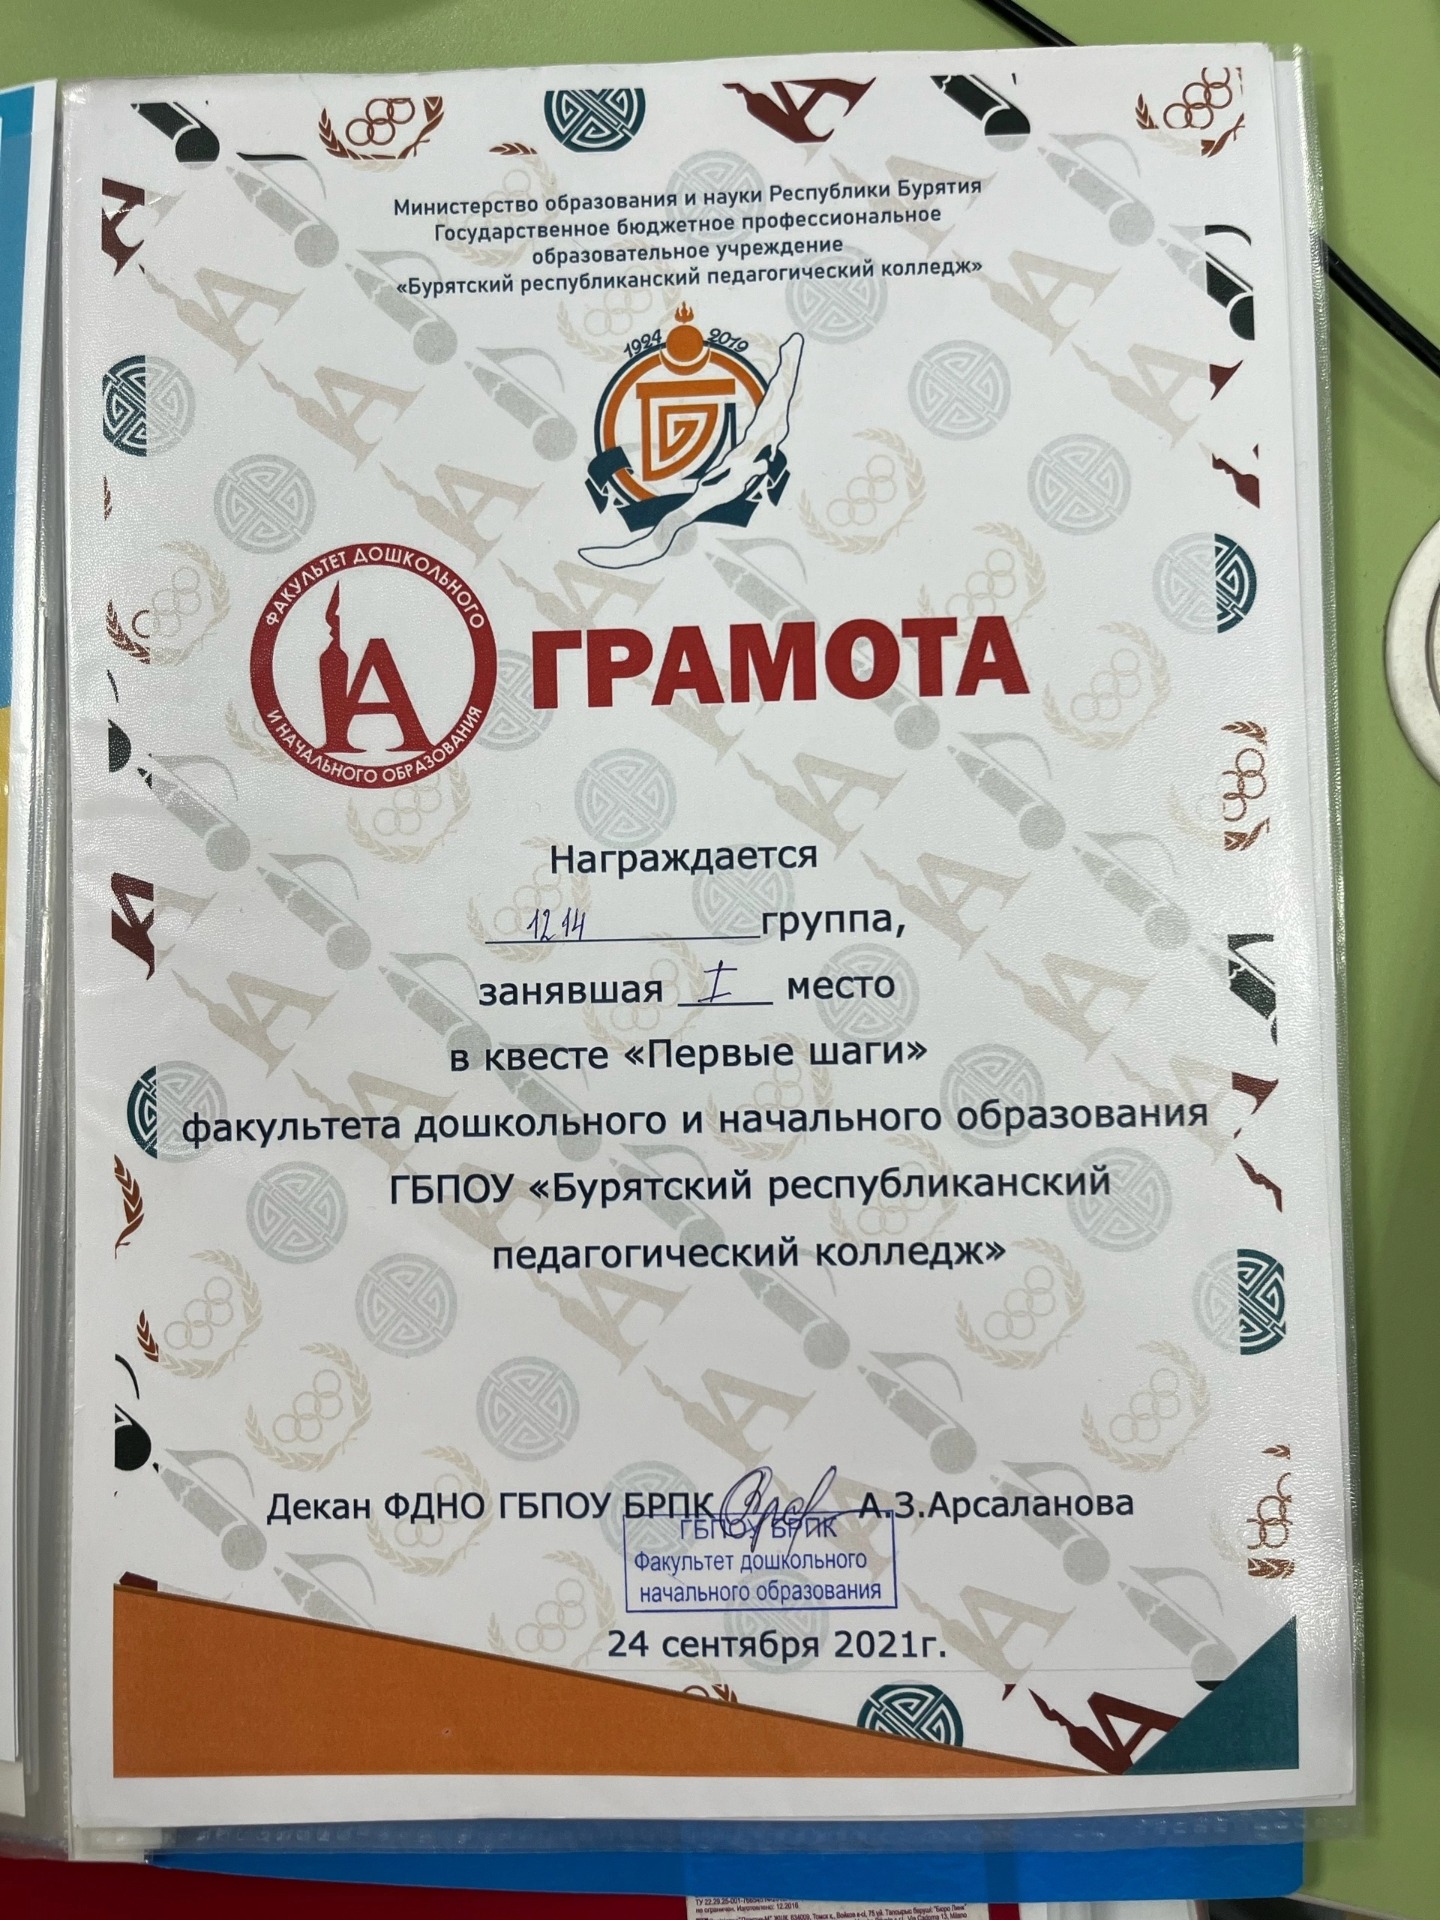 Министерство образования и науки Республики Бурятия
Государственное бюджетное профессиональное
образовательное учреждение
«Бурятский республиканский педагогический колледж»
1924 2019
ФАКУЛЬТЕТ ДОШКОЛЬНОГО
И НАЧАЛЬНОГО ОБРАЗОВАНИЯ
ГРАМОТА
Награждается
1214 группа,
занявшая I место
в квесте «Первые шаги»
факультета дошкольного и начального образования
ГБПОУ «Бурятский республиканский
педагогический колледж»
Декан ФДНО ГБПОУ БРПК А.З.Арсаланова
ГБПОУ БРПК
Факультет дошкольного
начального образования
24 сентября 2021г.